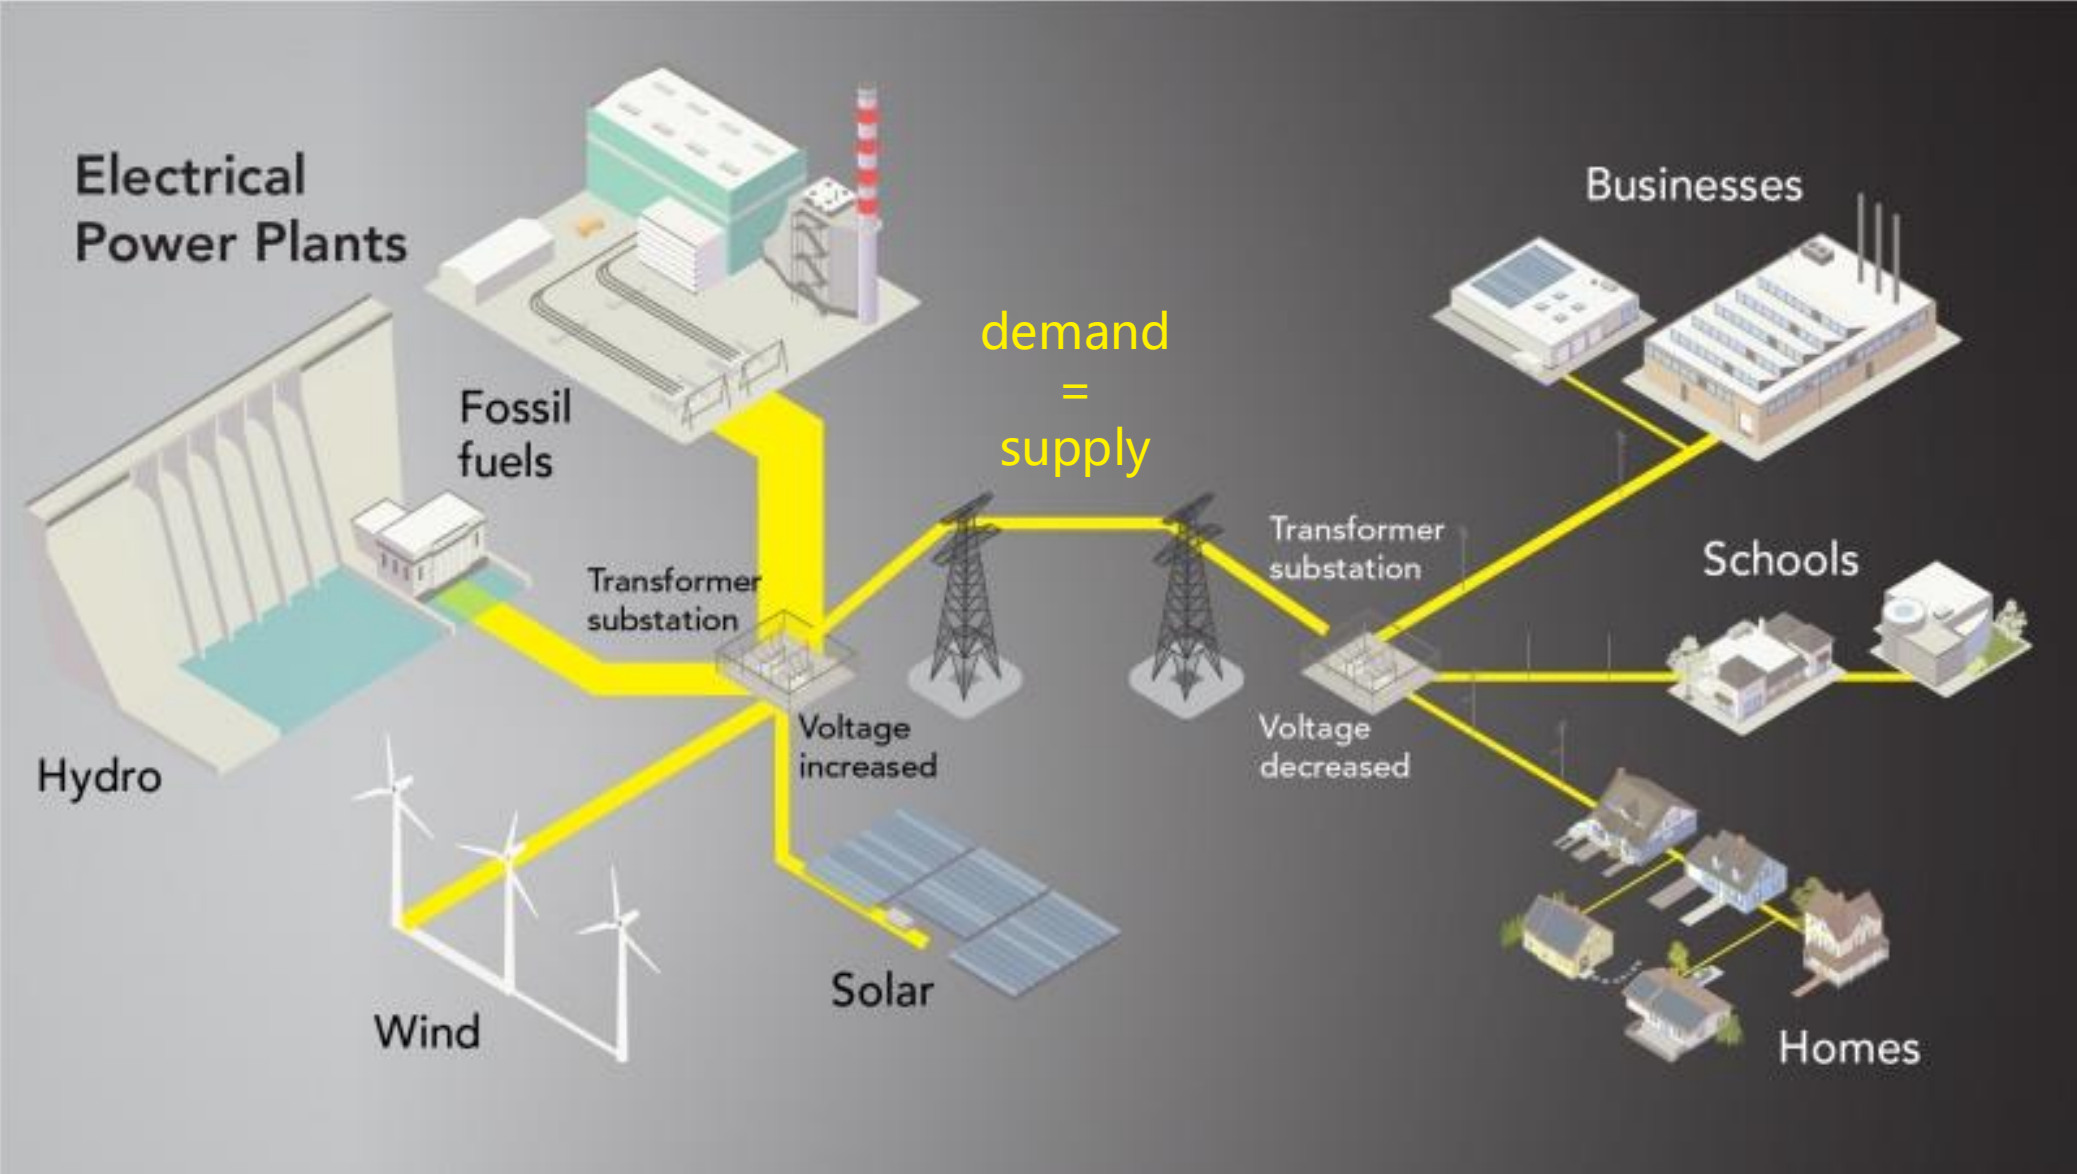 Electrical
Power Plants
Fossil
fuels
Hydro
Wind
Solar
Transformer
substation
Voltage
increased
demand
=
supply
Transformer
substation
Voltage
decreased
Businesses
Schools
Homes